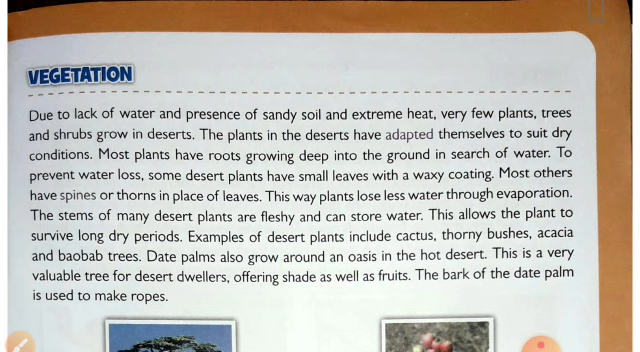 VEGETATION
Due to lack of water and presence of sandy soil and extreme heat, very few plants, trees
and shrubs grow in deserts. The plants in the deserts have adapted themselves to suit dry
conditions. Most plants have roots growing deep into the ground in search of water. To
prevent water loss, some desert plants have small leaves with a waxy coating. Most others
have spines or thorns in place of leaves. This way plants lose less water through evaporation.
The stems of many desert plants are fleshy and can store water. This allows the plant to
survive long dry periods. Examples of desert plants include cactus, thorny bushes, acacia
and baobab trees. Date palms also grow around an oasis in the hot desert. This is a very
valuable tree for desert dwellers, offering shade as well as fruits. The bark of the date palm
is used to make ropes.